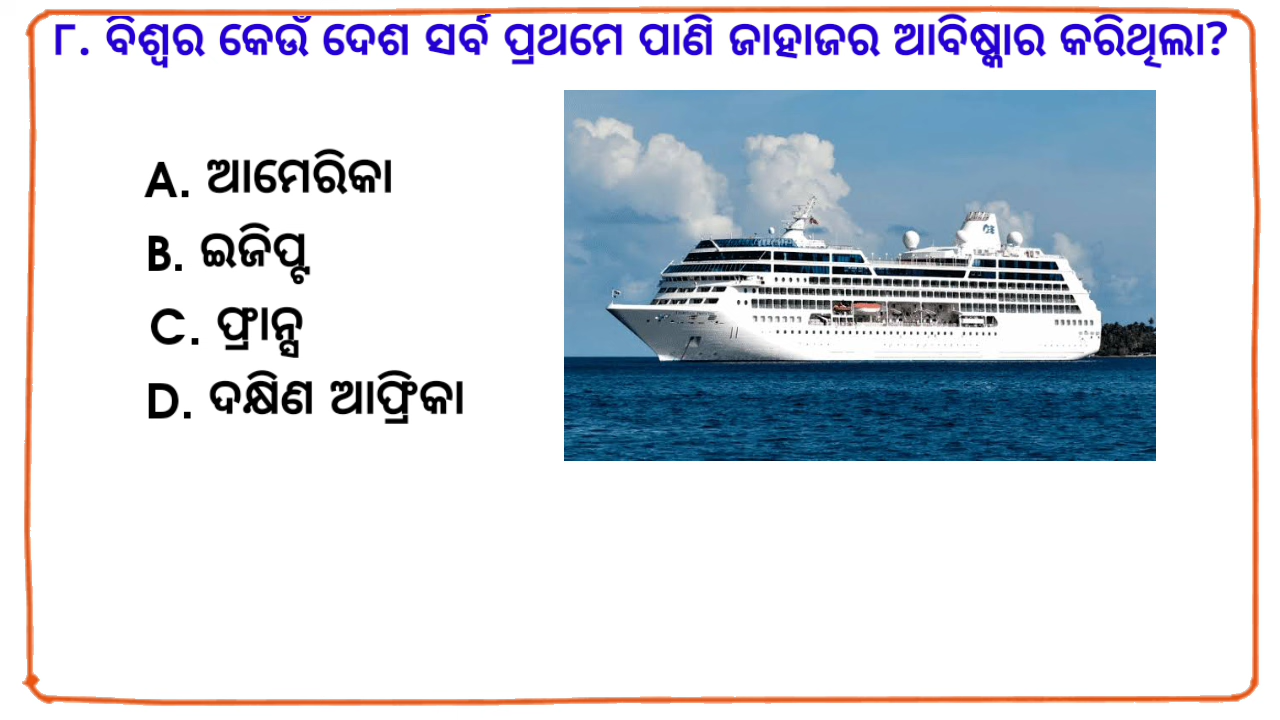 ୮. ବିଶ୍ୱର କେଉଁ ଦେଶ ସର୍ବ ପ୍ରଥମେ ପାଣି ଜାହାଜର ଆବିଷ୍କାର କରିଥିଲା?
A. ଆମେରିକା
B. ଇଜିପ୍ଟ
C. ଫ୍ରାନ୍ସ
D. ଦକ୍ଷିଣ ଆଫ୍ରିକା